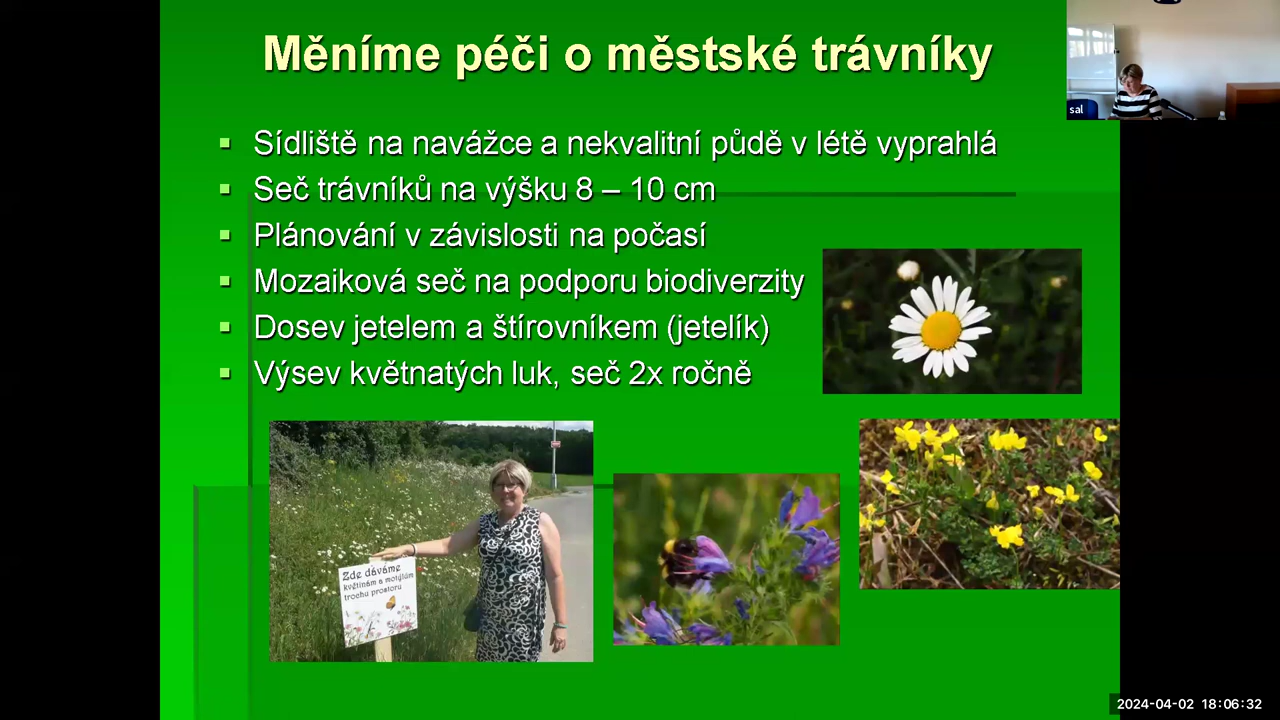 Měníme péči o městské trávníky
sal
Sídliště na navážce a nekvalitní půdě v létě vyprahlá
Seč trávníků na výšku 8 – 10 cm
Plánování v závislosti na počasí
Mozaiková seč na podporu biodiverzity
Dosev jetelem a štírovníkem (jetelík)
Výsev květnatých luk, seč 2x ročně
Zde dáváme
květinám a motýlům
trochu prostoru
2024-04-02 18:06:32